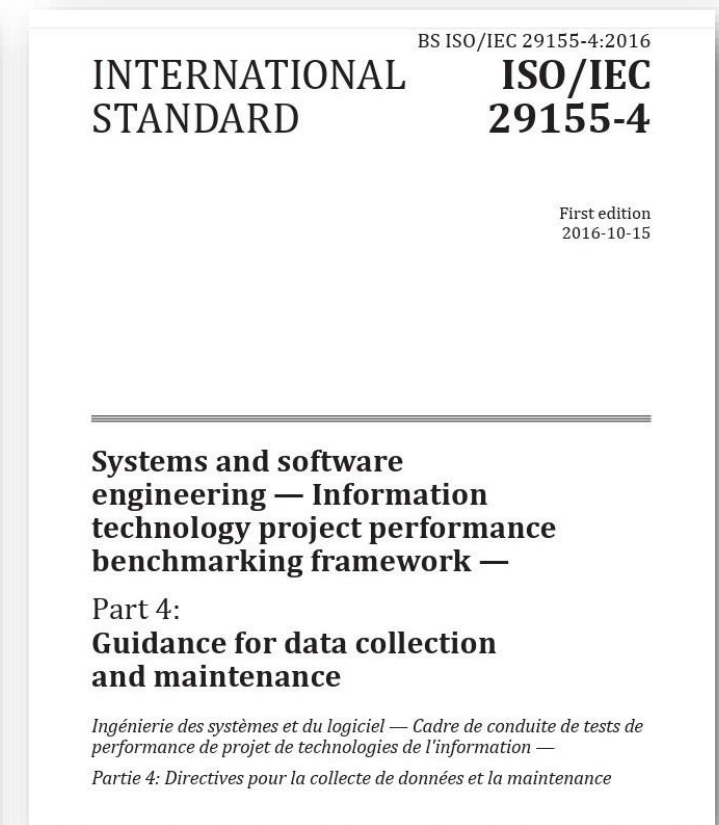 BS ISO/IEC 29155-4:2016
INTERNATIONAL STANDARD
ISO/IEC 29155-4
First edition
2016-10-15
Systems and software
engineering — Information
technology project performance
benchmarking framework —
Part 4:
Guidance for data collection
and maintenance
Ingénierie des systèmes et du logiciel — Cadre de conduite de tests de
performance de projet de technologies de l'information —
Partie 4: Directives pour la collecte de données et la maintenance